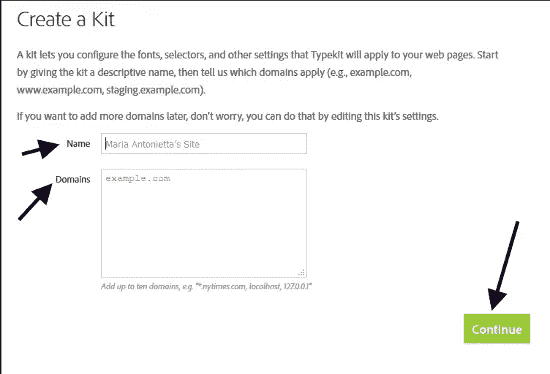 Create a Kit
A kit lets you configure the fonts, selectors, and other settings that Typekit will apply to your web pages. Start
by giving the kit a descriptive name, then tell us which domains apply (e.g., example.com,
www.example.com, staging.example.com).
If you want to add more domains later, don't worry, you can do that by editing this kit's settings.
Name
Maria Antonietta's Site
Domains
example.com
Add up to ten domains, e.g. "*.nytimes.com, localhost, 127.0.0.1"
Continue